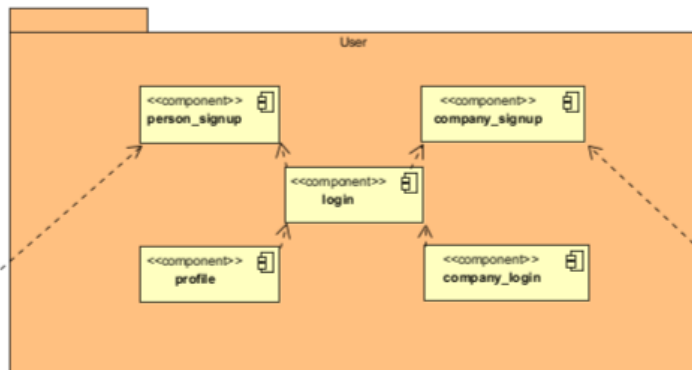 User
<<component>>
person_signup
<<component>>
company_signup
<<component>>
login
<<component>>
profile
<<component>>
company_login